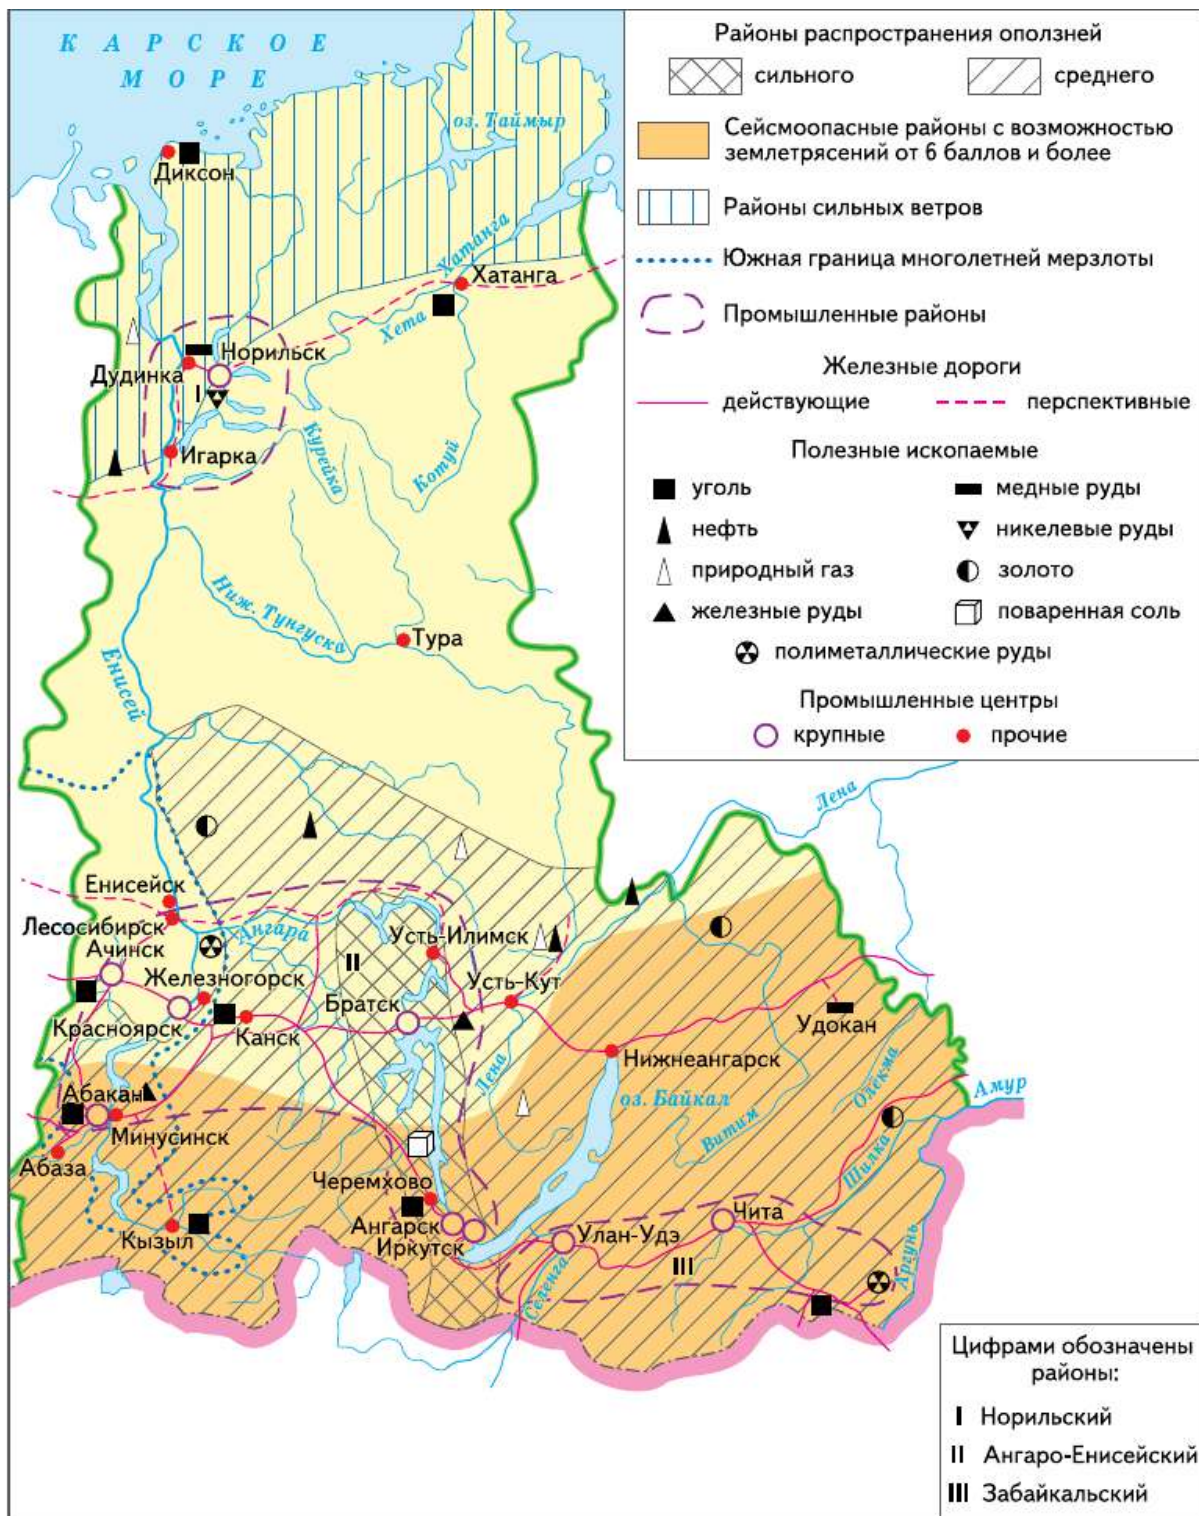 КАРСКОЕ
МОРЕ
оз. Таймыр
Диксон
Хатанга
Хатанга
Хета
Норильск
Дудинка
I
Игарка
Курейка
Котуй
Ниж. Тунгуска
Тура
Енисей
Лена
Енисейск
Лесосибирск
Ангара
Ачинск
Усть-Илимск
II
Железногорск
Усть-Кут
Братск
Красноярск
Канск
Удокан
Нижнеангарск
Лена
оз. Байкал
Олёкма
Амур
Абакан
Минусинск
Витим
Шилка
Абаза
Черемхово
Чита
Кызыл
Ангарск
Иркутск
Улан-Удэ
III
Селенга
Аргунь
Районы распространения оползней
сильного
среднего
Сейсмоопасные районы с возможностью
землетрясений от 6 баллов и более
Районы сильных ветров
Южная граница многолетней мерзлоты
Промышленные районы
Железные дороги
действующие
перспективные
Полезные ископаемые
уголь
медные руды
нефть
никелевые руды
природный газ
золото
железные руды
поваренная соль
полиметаллические руды
Промышленные центры
крупные
прочие
Цифрами обозначены
районы:
I Норильский
II Ангаро-Енисейский
III Забайкальский